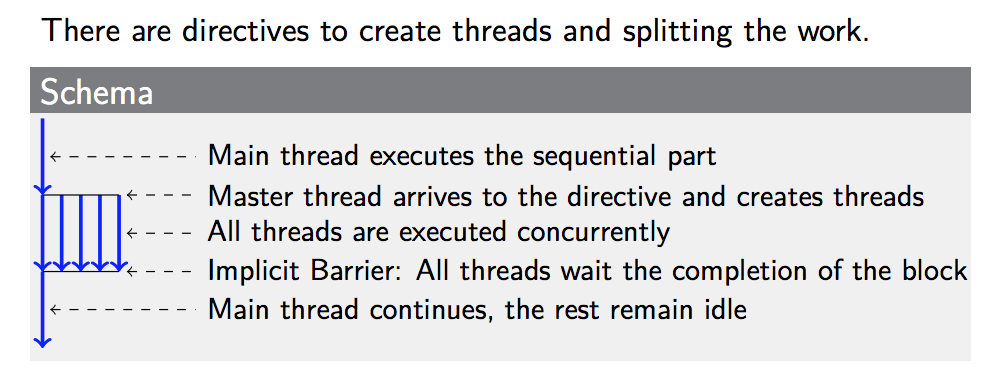 There are directives to create threads and splitting the work.
Schema
Main thread executes the sequential part
Master thread arrives to the directive and creates threads
All threads are executed concurrently
Implicit Barrier: All threads wait the completion of the block
Main thread continues, the rest remain idle